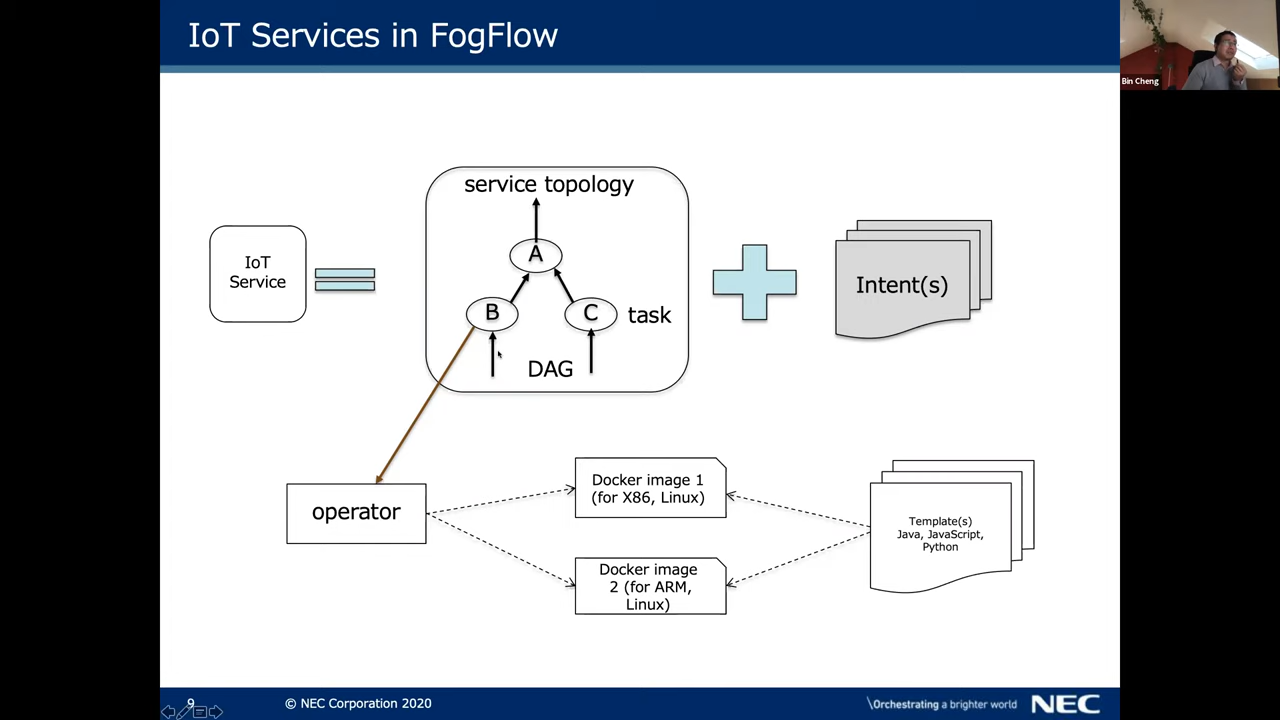 IoT Services in FogFlow
Bin Cheng
service topology
A
B
C
task
DAG
IoT
Service
Intent(s)
operator
Docker image 1
(for X86, Linux)
Docker image
2 (for ARM,
Linux)
Template(s)
Java, JavaScript,
Python
9
© NEC Corporation 2020
\Orchestrating a brighter world
NEC